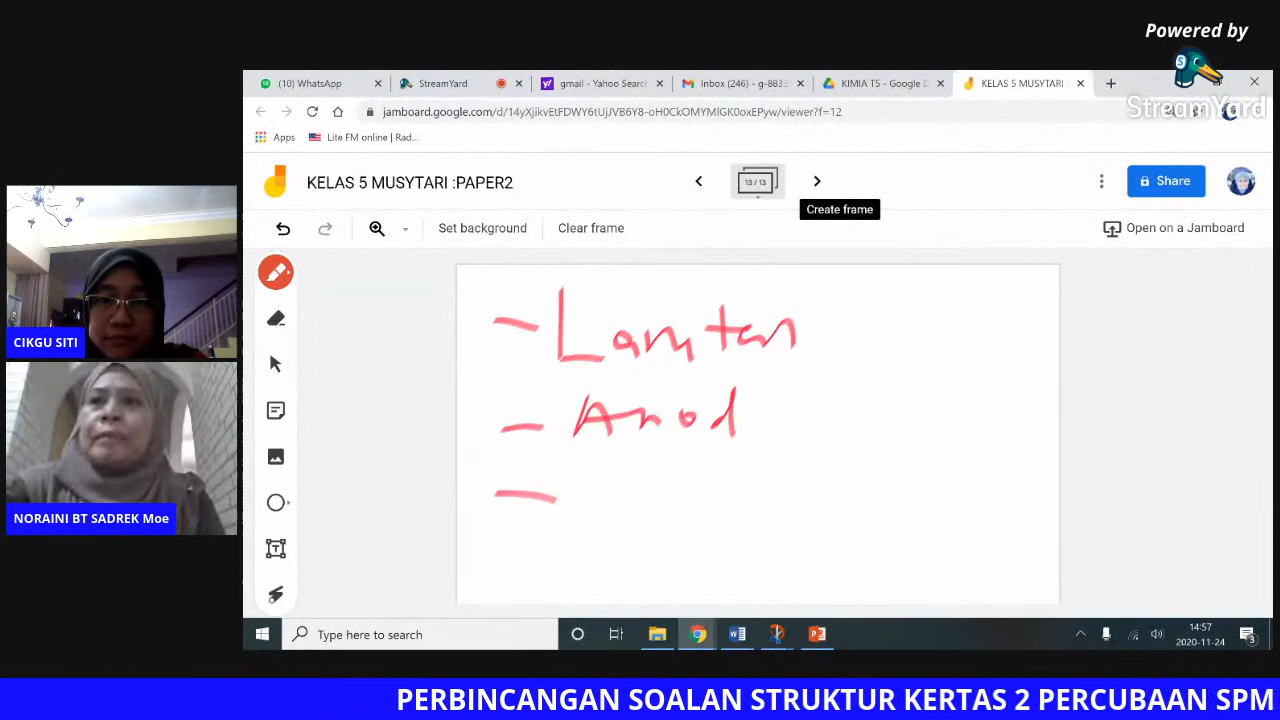 Powered by
StreamYard
(10) WhatsApp
StreamYard
gmail - Yahoo Searc
Inbox (246) - g-8833
KIMIA T5 - Google D
KELAS 5 MUSYTARI
jamboard.google.com/d/14yXjikvEtFDWY6tUjJVB6Y8-oH0CkOMYMlGK0oxEPyw/viewer?f=12
Apps
Lite FM online | Rad...
KELAS 5 MUSYTARI :PAPER2
13 / 13
Share
Create frame
Set background
Clear frame
Open on a Jamboard
- Larutan
- Anod
-
CIKGU SITI
NORAINI BT SADREK Moe
Type here to search
14:57
2020-11-24
3
PERBINCANGAN SOALAN STRUKTUR KERTAS 2 PERCUBAAN SPM